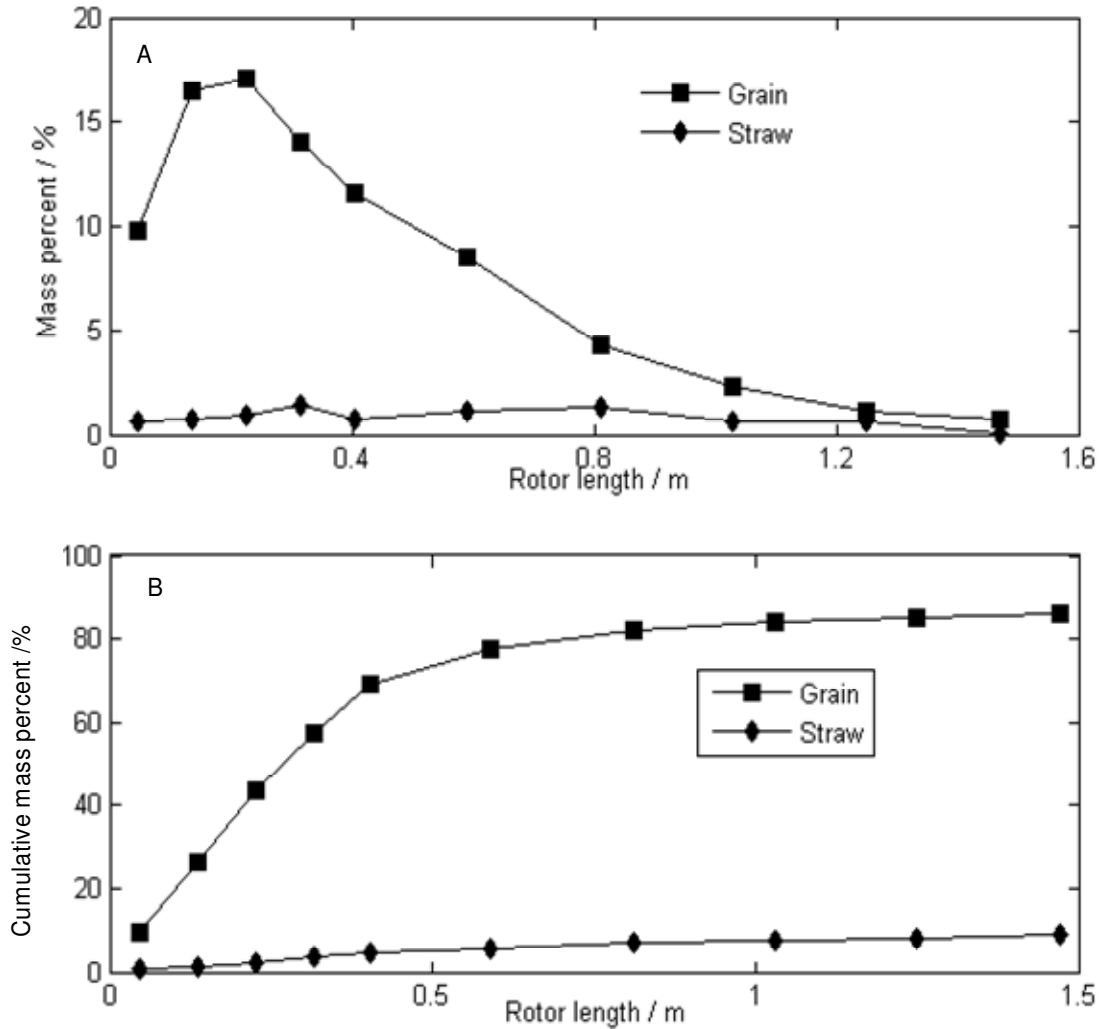 20
A
Grain
Straw
15
10
5
0
Mass percent / %
0 0.4 0.8 1.2 1.6
Rotor length / m
100
B
80
60
40
20
0
Grain
Straw
Cumulative mass percent /%
0 0.5 1 1.5
Rotor length / m